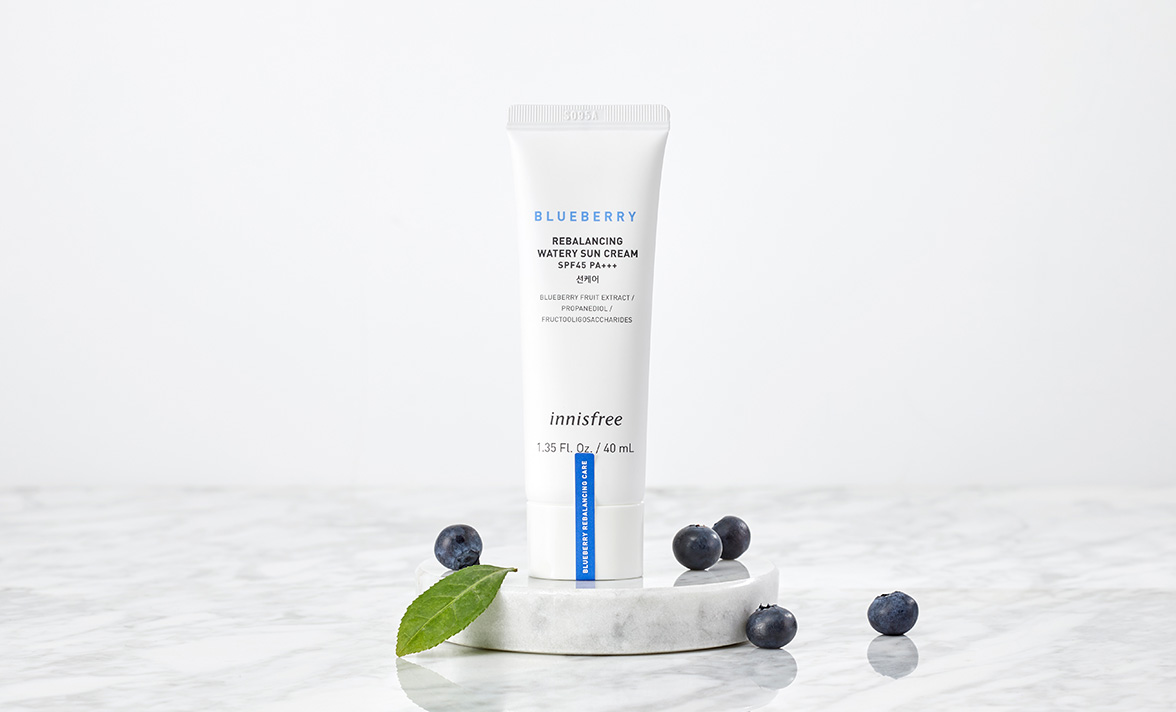 BLUEBERRY
REBALANCING
WATERY SUN CREAM
SPF45 PA+++
선케어
BLUEBERRY FRUIT EXTRACT /
PROPANEDIOL /
FRUCTOOLIGOSACCHARIDES
innisfree
1.35 Fl. Oz. / 40 mL
BLUEBERRY REBALANCING CARE